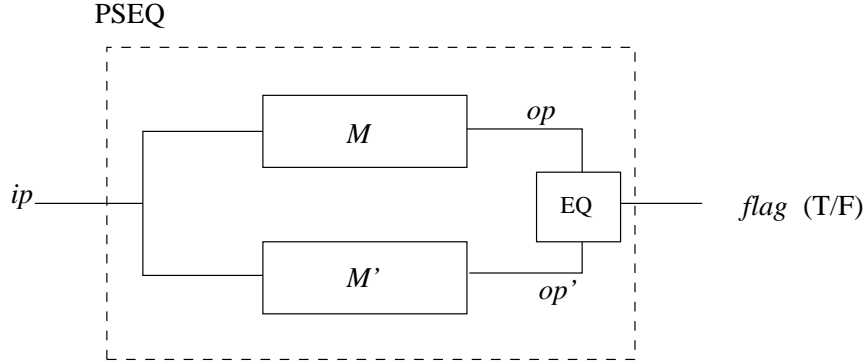 PSEQ
op
M
ip
EQ
flag (T/F)
M'
op'